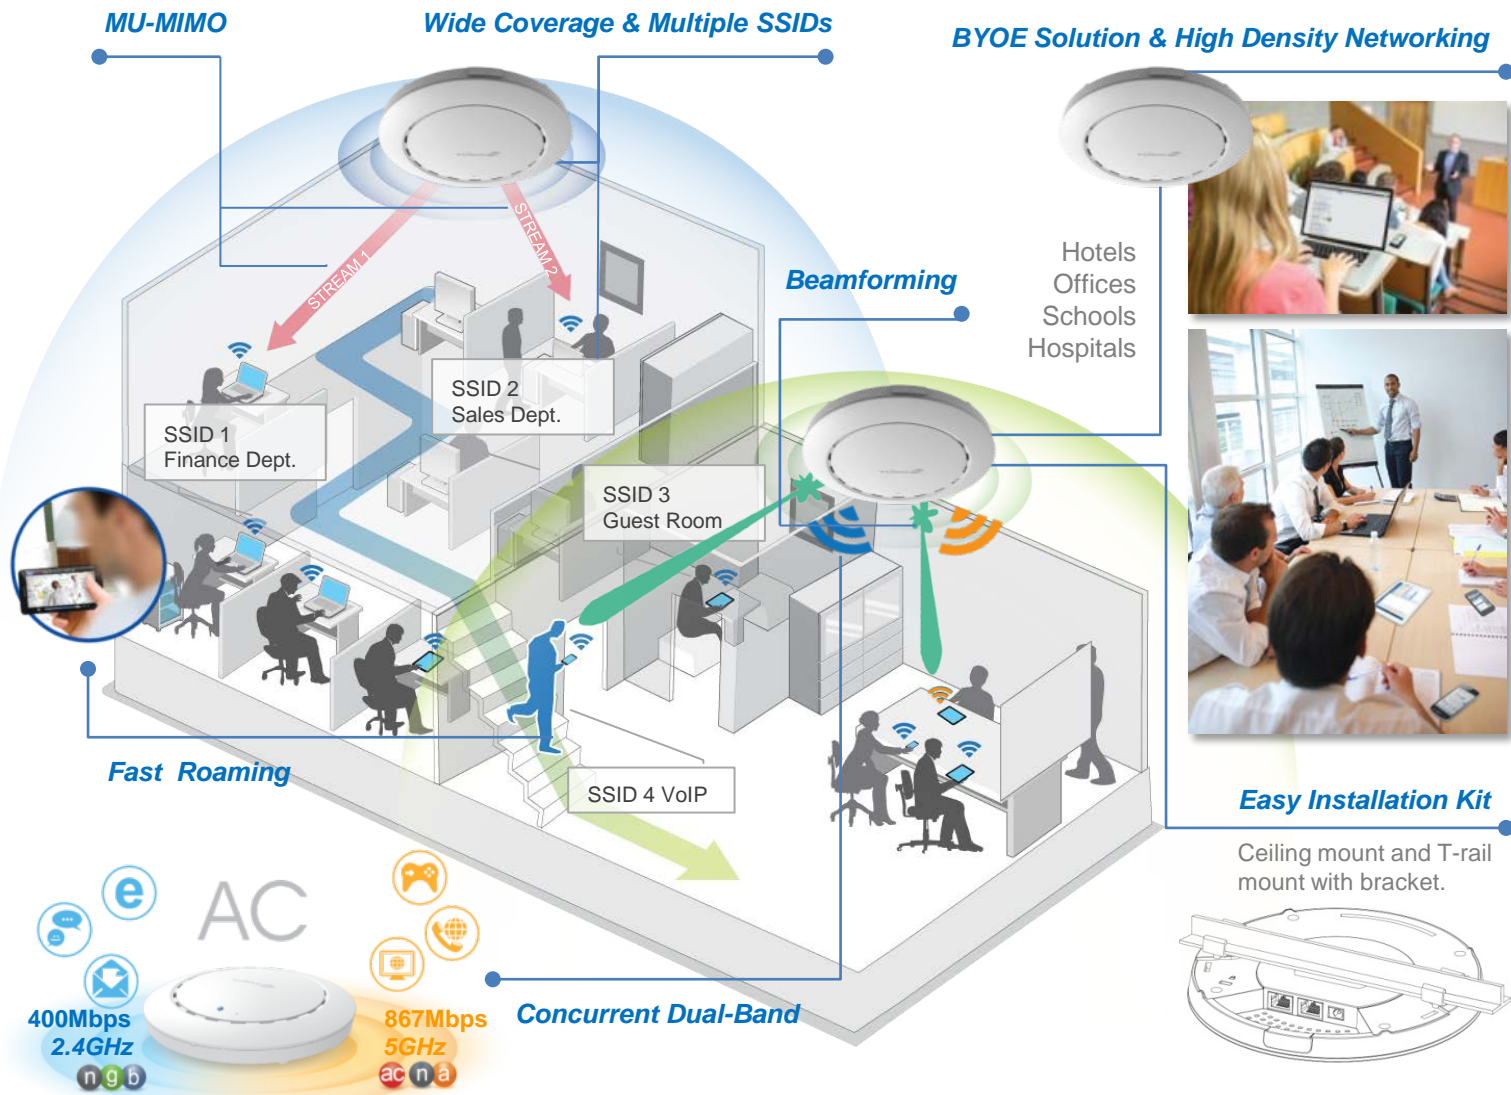 MU-MIMO
Wide Coverage & Multiple SSIDs
BYOE Solution & High Density Networking
STREAM 1
STREAM 2
Hotels
Offices
Schools
Hospitals
Beamforming
SSID 2
Sales Dept.
SSID 1
Finance Dept.
SSID 3
Guest Room
Fast Roaming
SSID 4 VoIP
Easy Installation Kit
Ceiling mount and T-rail
mount with bracket.
e
AC
400Mbps
2.4GHz
n g b
867Mbps
5GHz
ac n a
Concurrent Dual-Band